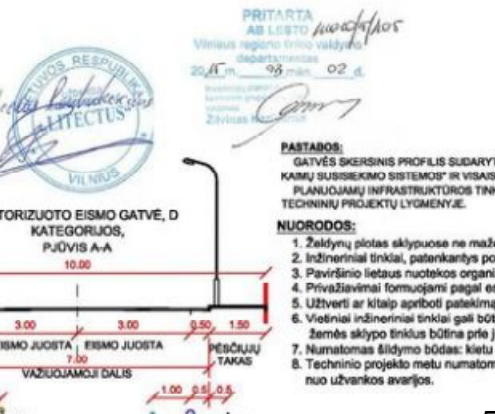 PRITARTA
AB LESTO
Vilniaus regiono tinklo valdymo
departamentas
2015 m. 03 mėn. 02 d.
Žilvinas
LIETUVOS RESPUBLIKA
"LITECTUS"
VILNIUS
PASTABOS:
GATVĖS SKERSINIS PROFILIS SUDARYT
KAIMŲ SUSISIEKIMO SISTEMOS" IR VISAIS
PLANUOJAMŲ INFRASTRUKTŪROS TINK
TECHNINIŲ PROJEKTŲ LYGMENYJE.
TORIZUOTO EISMO GATVĖ, D
KATEGORIJOS,
PJŪVIS A-A
10.00
3.00 3.00 0.50 1.50
EISMO JUOSTA EISMO JUOSTA
7.00
VAŽIUOJAMOJI DALIS
PĖSČIŲJŲ
TAKAS
1.00 0.5 0.5
NUORODOS:
1. Želdynų plotas sklypuose ne maže
2. Inžineriniai tinklai, patenkantys po
3. Paviršinio lietaus nuotekos organi
4. Privažiavimai formuojami pagal es
5. Užtverti ar kitaip apriboti patekima
6. Vietiniai inžineriniai tinklai gali būt
žemės sklypo tinklus būtina prie j
7. Numatomas šildymo būdas: kietu
8. Techninio projekto metu numatom
nuo užvankos avarijos.